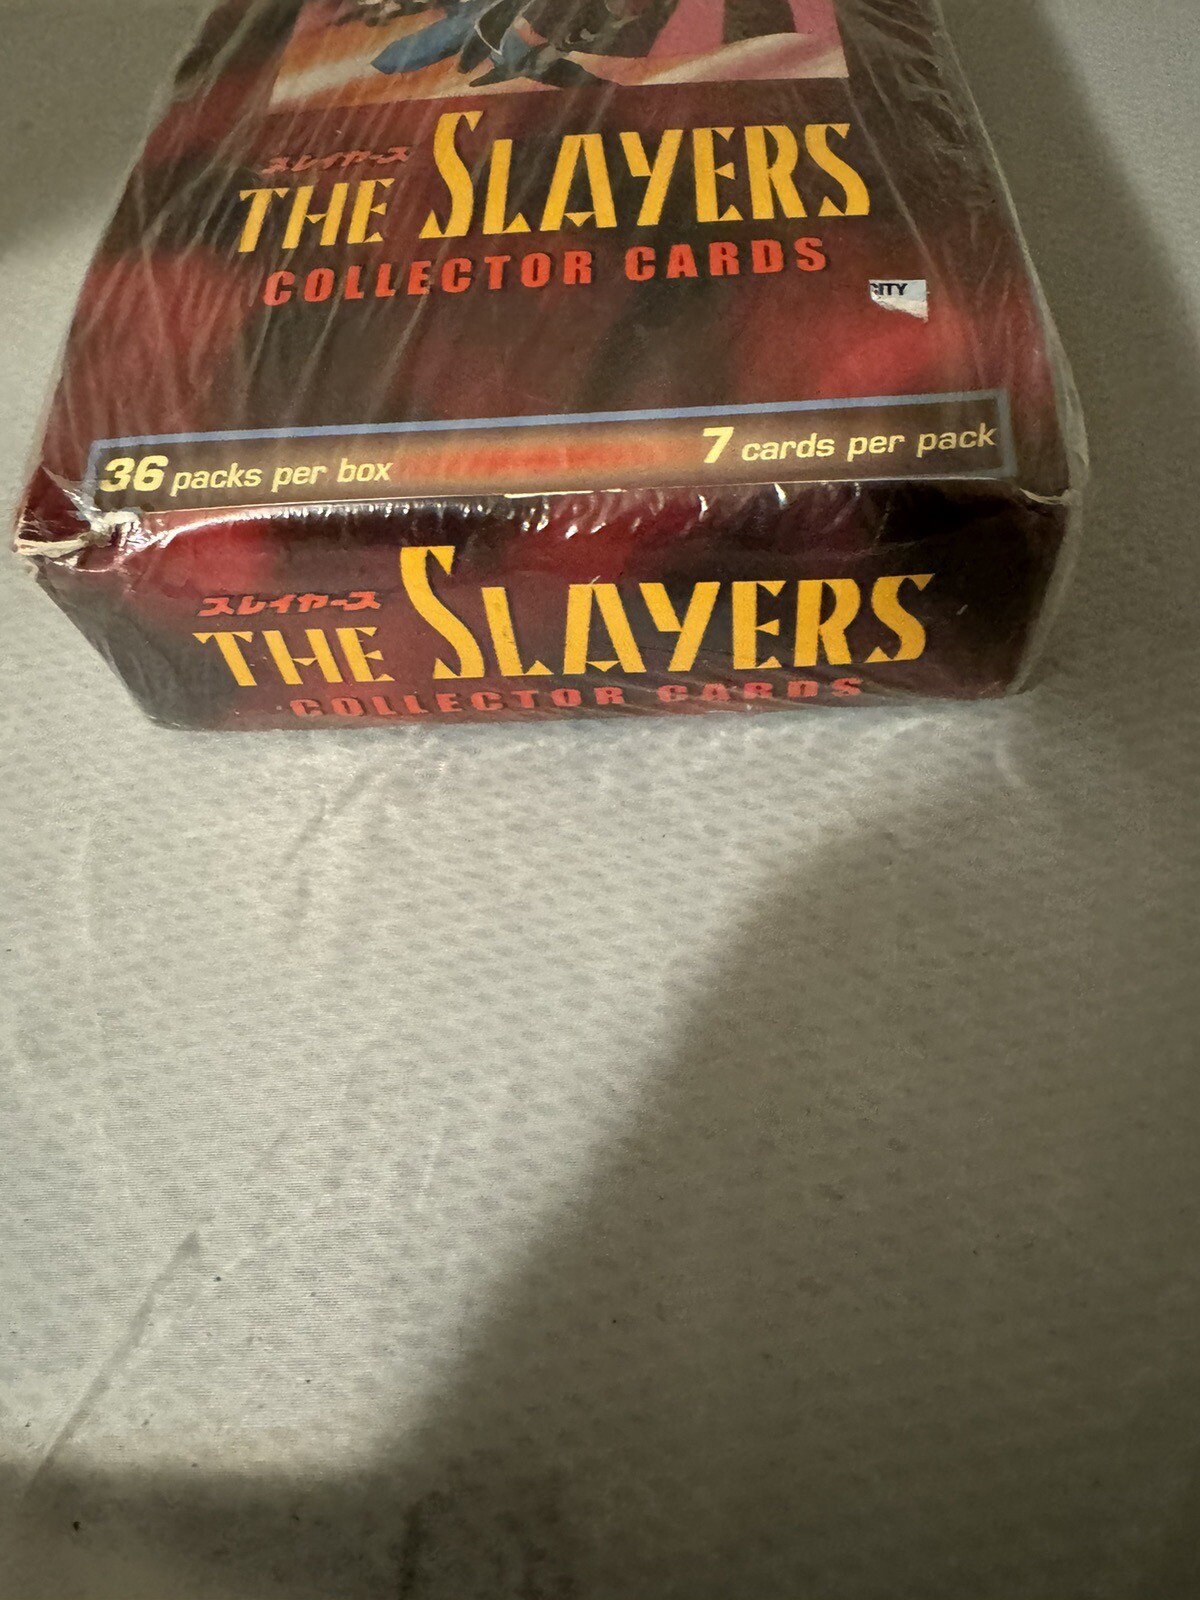 スレイヤーズ
THE SLAYERS
COLLECTOR CARDS
CITY
36 packs per box
7 cards per pack
スレイヤーズ
THE SLAYERS
COLLECTOR CARDS